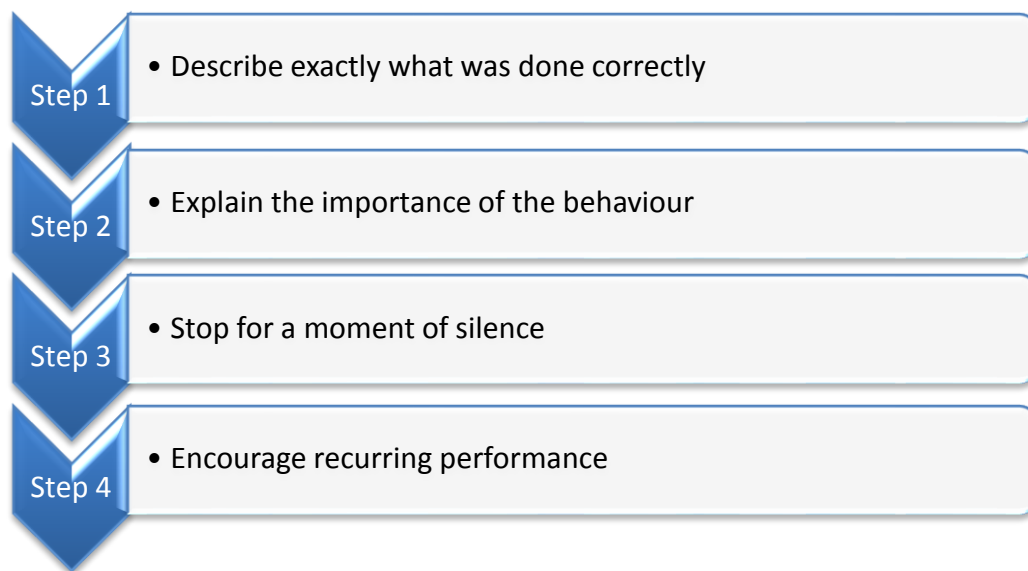 Step 1
• Describe exactly what was done correctly
Step 2
• Explain the importance of the behaviour
Step 3
• Stop for a moment of silence
Step 4
• Encourage recurring performance